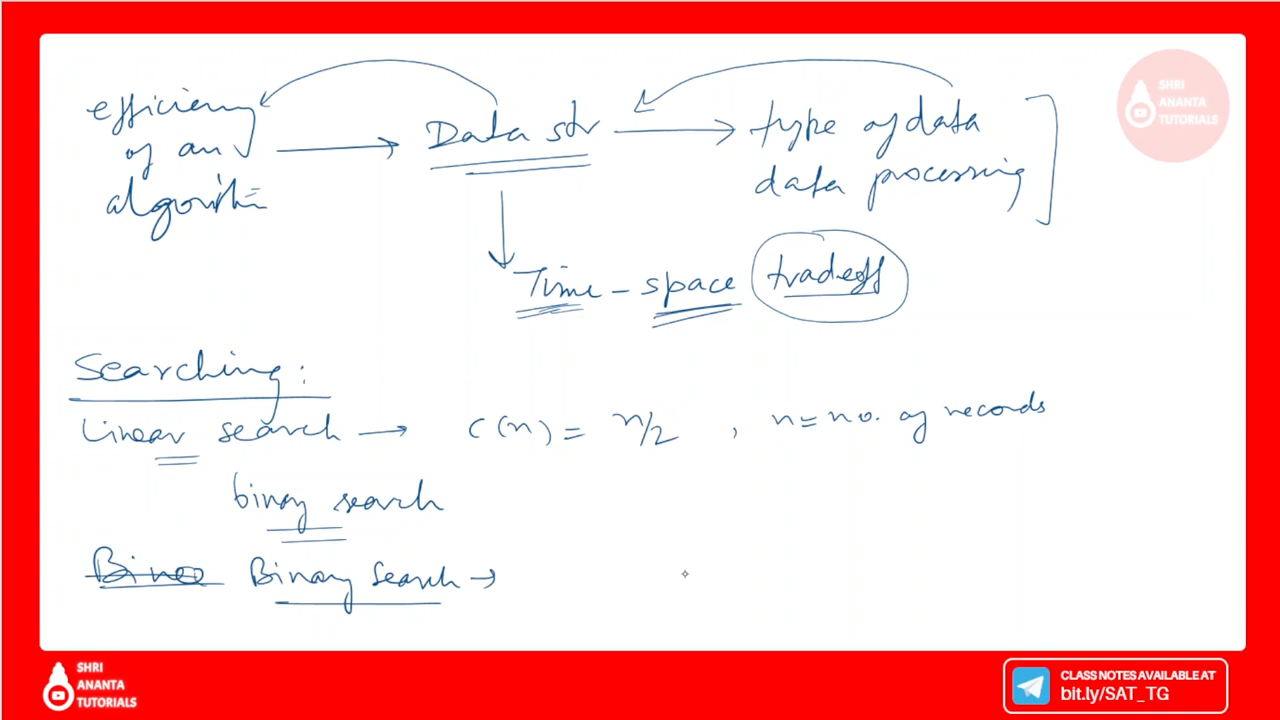 SHRI
ANANTA
TUTORIALS
efficiency
of an
algorithm
Data str
type of data
data processing
Time - space tradeoff
Searching:
Linear search → C(n) = n/2 , n = no. of records
binary search
Binary Search →
SHRI
ANANTA
TUTORIALS
CLASS NOTES AVAILABLE AT
bit.ly/SAT_TG